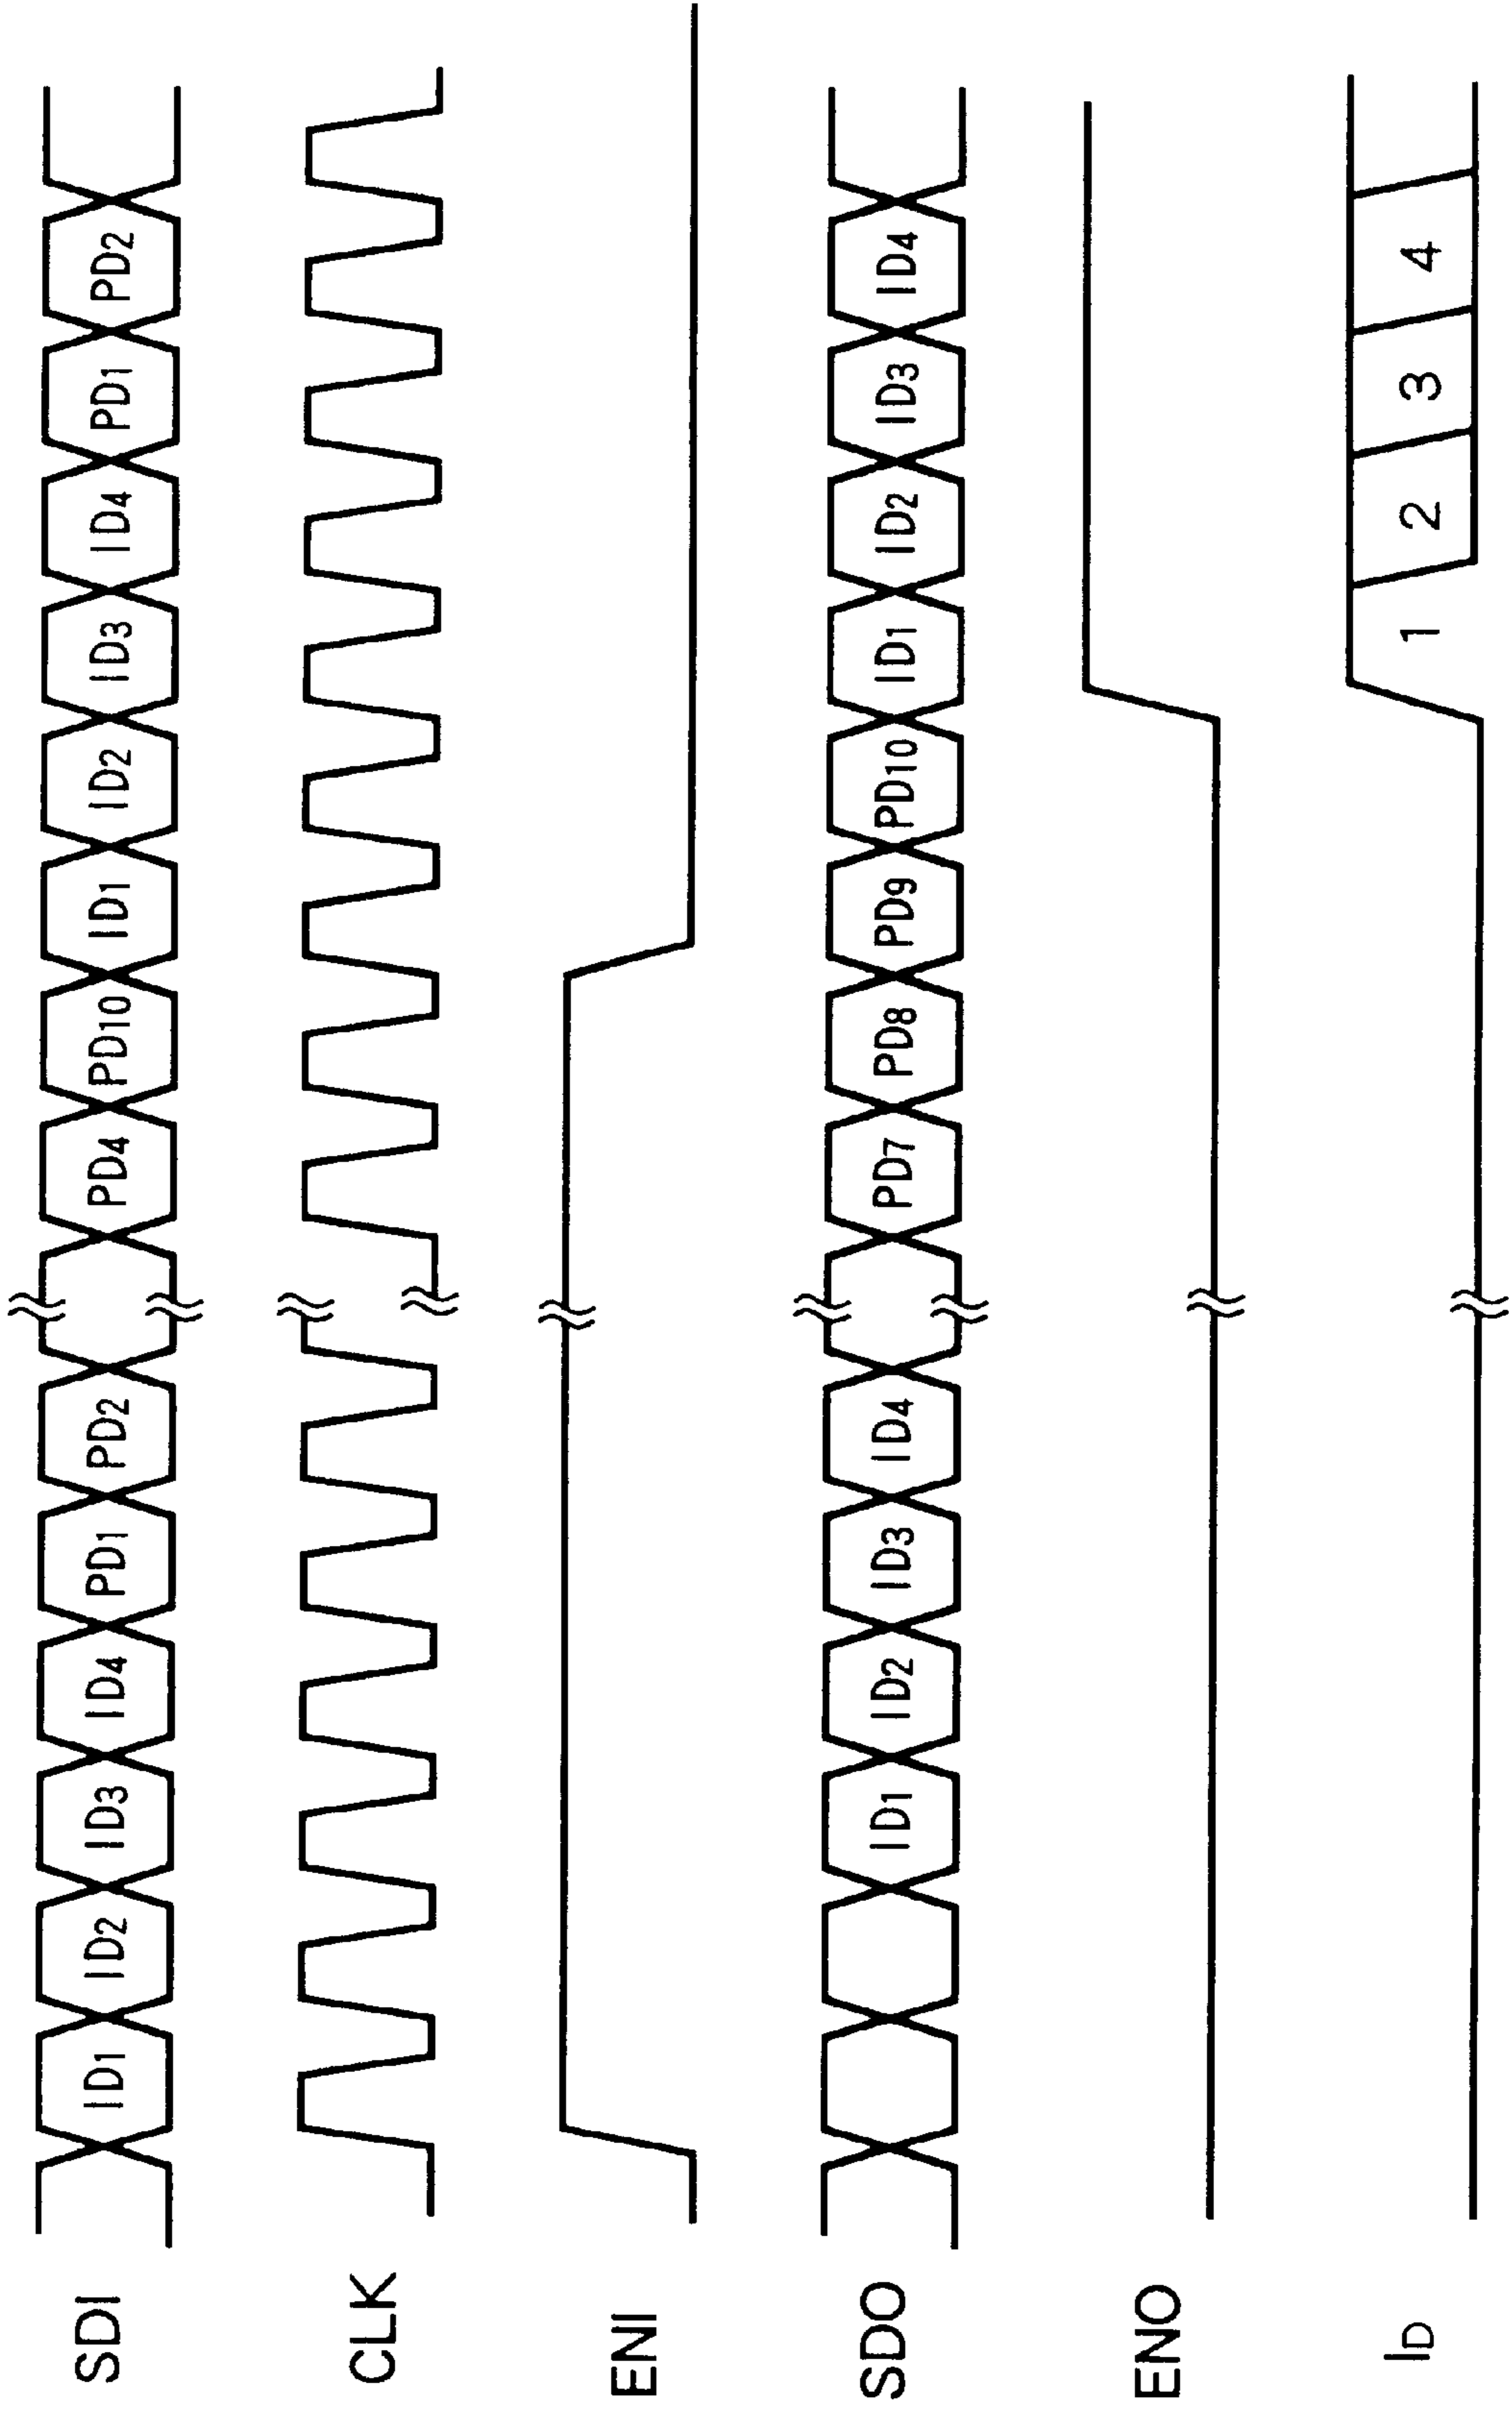 SDI ID1 ID2 ID3 ID4 PD1 PD2 PD4 PD10 ID1 ID2 ID3 ID4 PD1 PD2
CLK
ENI
SDO ID1 ID2 ID3 ID4 PD7 PD8 PD9 PD10 ID1 ID2 ID3 ID4
ENO
ID 1 2 3 4